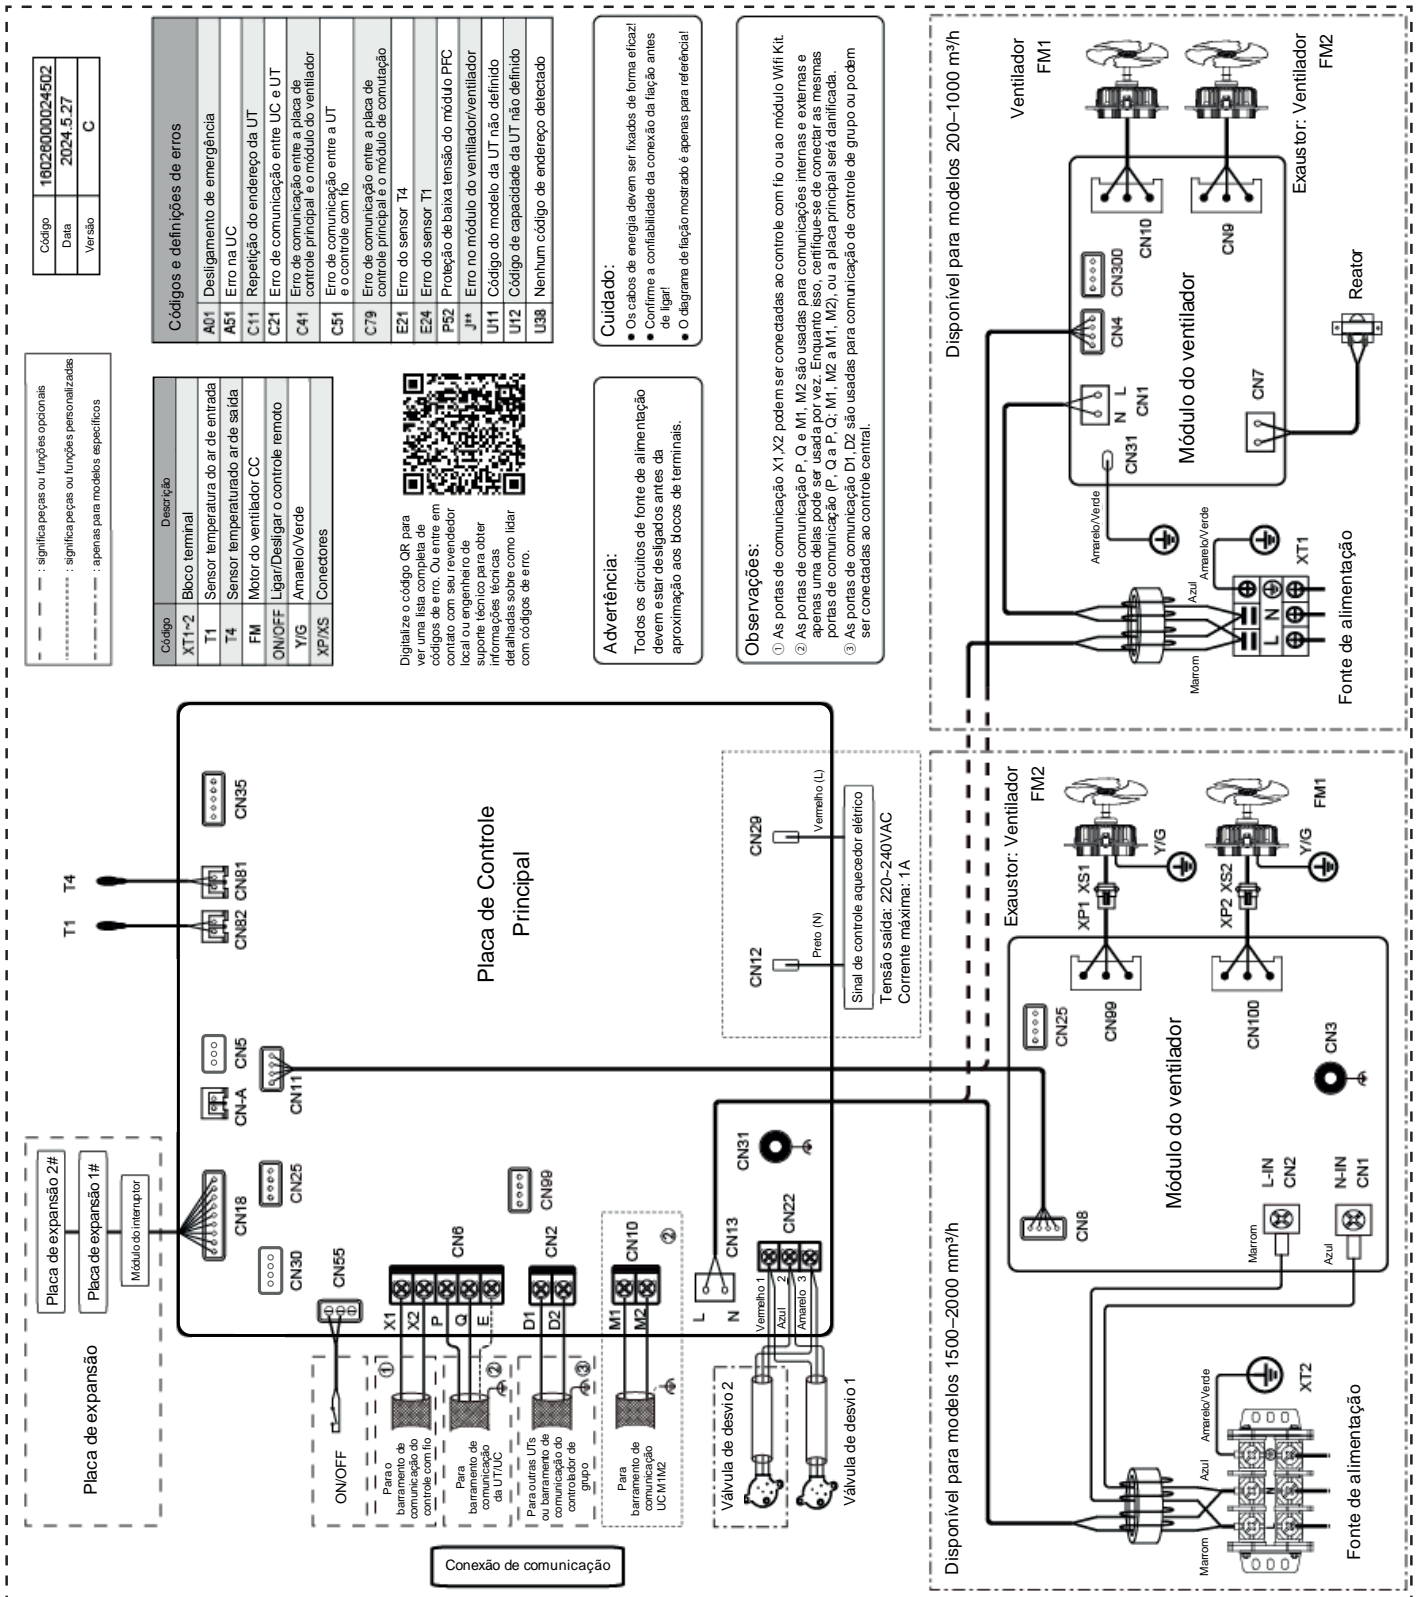 Código 16026000024502
Data 2024.5.27
Versão C
: significa peças ou funções opcionais
: significa peças ou funções personalizadas
: apenas para modelos específicos
Códigos e definições de erros
A01 Desligamento de emergência
A51 Erro na UC
C11 Repetição do endereço da UT
C21 Erro de comunicação entre UC e UT
C41 Erro de comunicação entre placa de
controle principal e o módulo do ventilador
C51 Erro de comunicação entre a UT
e o controle com fio
C79 Erro de comunicação entre a placa de
controle principal e o módulo de comutação
E21 Erro do sensor T4
E24 Erro do sensor T1
P52 Proteção de baixa tensão do módulo PFC
J** Erro no módulo do ventilador/ventilador
U11 Código do modelo da UT não definido
U12 Código de capacidade da UT não definido
U38 Nenhum código de endereço detectado
Código Descrição
XT1~2 Bloco terminal
T1 Sensor temperatura do ar de entrada
T4 Sensor temperaturado ar de saída
FM Motor do ventilador CC
ON/OFF Ligar/Desligar o controle remoto
Y/G Amarelo/Verde
XP/XS Conectores
Digitalize o código QR para
ver uma lista completa de
códigos de erro. Ou entre em
contato com seu revendedor
local ou engenheiro de
suporte técnico para obter
informações técnicas
detalhadas sobre como lidar
com códigos de erro.
Cuidado:
● Os cabos de energia devem ser fixados de forma eficaz!
● Confirme a confiabilidade da conexão da fiação antes
de ligar!
● O diagrama de fiação mostrado é apenas para referência!
Advertência:
Todos os circuitos de fonte de alimentação
devem estar desligados antes da
aproximação aos blocos de terminais.
Observações:
① As portas de comunicação X1,X2 podem ser conectadas ao controle com fio ou ao módulo Wifi Kit.
② As portas de comunicação P, Q e M1, M2 são usadas para comunicações internas e externas e
apenas uma delas pode ser usada por vez. Enquanto isso, certifique-se de conectar as mesmas
portas de comunicação (P, Q a P, Q; M1, M2 a M1, M2), ou a placa principal será danificada.
③ As portas de comunicação D1, D2 são usadas para comunicação de controle de grupo ou podem
ser conectadas ao controle central.
Placa de expansão
Placa de expansão 2#
Placa de expansão 1#
Módulo do interruptor
T1
T4
CN18
CN-A
CN5
CN82
CN81
CN35
CN30
CN25
CN11
CN55
ON/OFF
Placa de Controle
Principal
X1
X2
P
Q
E
CN6
D1
D2
CN2
CN99
M1
M2
CN10
②
①
Para o
barramento de
comunicação do
controle com fio
②
Para
barramento de
comunicação
da UT/UC
③
Para outras UTs
ou barramento de
comunicação do
controlador de
grupo
Para
barramento de
comunicação
UC M1M2
Conexão de comunicação
L
N
CN13
CN31
CN22
Vermelho 1
Azul 2
Amarelo 3
Válvula de desvio 2
Válvula de desvio 1
CN12
Preto (N)
CN29
Vermelho (L)
Sinal de controle aquecedor elétrico
Tensão saída: 220~240VAC
Corrente máxima: 1A
Disponível para modelos 1500–2000 mm³/h
Exaustor: Ventilador
FM2
XP1 XS1
Y/G
XP2 XS2
FM1
Y/G
CN8
CN25
CN99
CN100
CN3
Módulo do ventilador
L-IN
CN2
N-IN
CN1
Marrom
Azul
Marrom
Azul
Amarelo/Verde
L
N
XT2
Fonte de alimentação
Disponível para modelos 200–1000 m³/h
Ventilador
FM1
Exaustor: Ventilador
FM2
CN10
CN9
CN300
CN4
N L
CN1
CN31
CN7
Módulo do ventilador
Reator
Amarelo/Verde
Marrom
Azul
Amarelo/Verde
L N
XT1
Fonte de alimentação